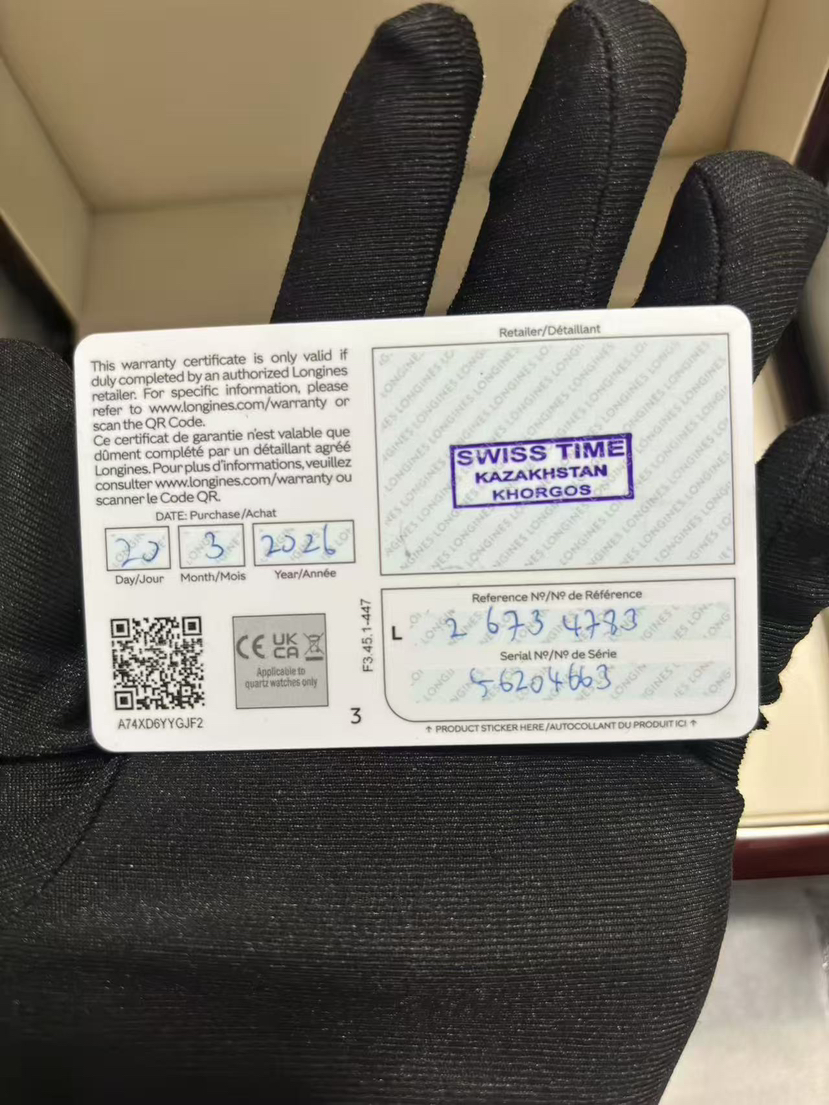 This warranty certificate is only valid if
duly completed by an authorized Longines
retailer. For specific information, please
refer to www.longines.com/warranty or
scan the QR Code.
Ce certificat de garantie n'est valable que
dûment complété par un détaillant agréé
Longines. Pour plus d'informations, veuillez
consulter www.longines.com/warranty ou
scanner le Code QR.
DATE: Purchase/Achat
20 3 2026
Day/Jour Month/Mois Year/Année
A74XD6YYGJF2
CE UK CA
Applicable to
quartz watches only
3
F3.45.1-447
Retailer/Détaillant
SWISS TIME
KAZAKHSTAN
KHORGOS
Reference Nº/Nº de Référence
L 2 673 4783
Serial Nº/Nº de Série
56204663
↑ PRODUCT STICKER HERE / AUTOCOLLANT DU PRODUIT ICI ↑